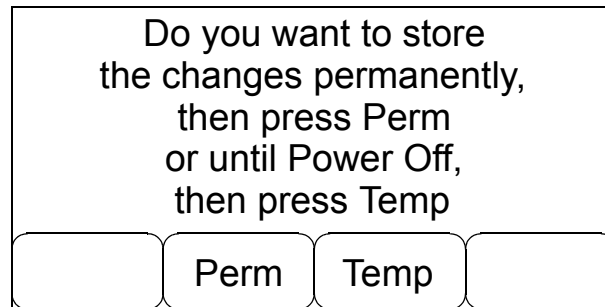 Do you want to store
the changes permanently,
then press Perm
or until Power Off,
then press Temp
Perm Temp